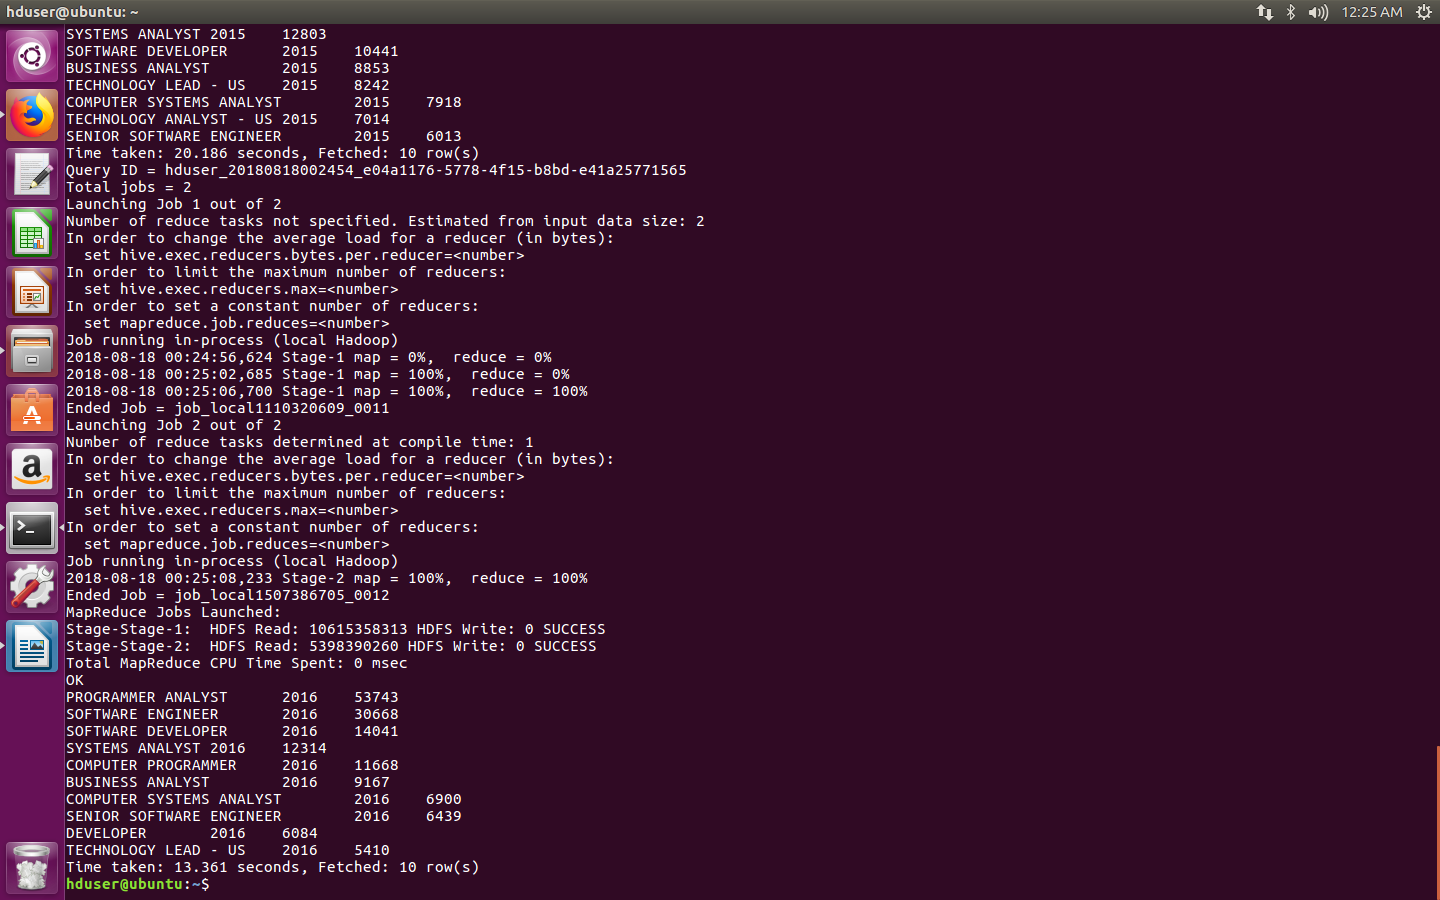 hduser@ubuntu: ~
12:25 AM
SYSTEMS ANALYST 2015    12803
SOFTWARE DEVELOPER      2015    10441
BUSINESS ANALYST        2015    8853
TECHNOLOGY LEAD - US    2015    8242
COMPUTER SYSTEMS ANALYST        2015    7918
TECHNOLOGY ANALYST - US 2015    7014
SENIOR SOFTWARE ENGINEER        2015    6013
Time taken: 20.186 seconds, Fetched: 10 row(s)
Query ID = hduser_20180818002454_e04a1176-5778-4f15-b8bd-e41a25771565
Total jobs = 2
Launching Job 1 out of 2
Number of reduce tasks not specified. Estimated from input data size: 2
In order to change the average load for a reducer (in bytes):
  set hive.exec.reducers.bytes.per.reducer=<number>
In order to limit the maximum number of reducers:
  set hive.exec.reducers.max=<number>
In order to set a constant number of reducers:
  set mapreduce.job.reduces=<number>
Job running in-process (local Hadoop)
2018-08-18 00:24:56,624 Stage-1 map = 0%,  reduce = 0%
2018-08-18 00:25:02,685 Stage-1 map = 100%,  reduce = 0%
2018-08-18 00:25:06,700 Stage-1 map = 100%,  reduce = 100%
Ended Job = job_local1110320609_0011
Launching Job 2 out of 2
Number of reduce tasks determined at compile time: 1
In order to change the average load for a reducer (in bytes):
  set hive.exec.reducers.bytes.per.reducer=<number>
In order to limit the maximum number of reducers:
  set hive.exec.reducers.max=<number>
In order to set a constant number of reducers:
  set mapreduce.job.reduces=<number>
Job running in-process (local Hadoop)
2018-08-18 00:25:08,233 Stage-2 map = 100%,  reduce = 100%
Ended Job = job_local1507386705_0012
MapReduce Jobs Launched:
Stage-Stage-1:  HDFS Read: 10615358313 HDFS Write: 0 SUCCESS
Stage-Stage-2:  HDFS Read: 5398390260 HDFS Write: 0 SUCCESS
Total MapReduce CPU Time Spent: 0 msec
OK
PROGRAMMER ANALYST      2016    53743
SOFTWARE ENGINEER       2016    30668
SOFTWARE DEVELOPER      2016    14041
SYSTEMS ANALYST 2016    12314
COMPUTER PROGRAMMER     2016    11668
BUSINESS ANALYST        2016    9167
COMPUTER SYSTEMS ANALYST        2016    6900
SENIOR SOFTWARE ENGINEER        2016    6439
DEVELOPER       2016    6084
TECHNOLOGY LEAD - US    2016    5410
Time taken: 13.361 seconds, Fetched: 10 row(s)
hduser@ubuntu:~$